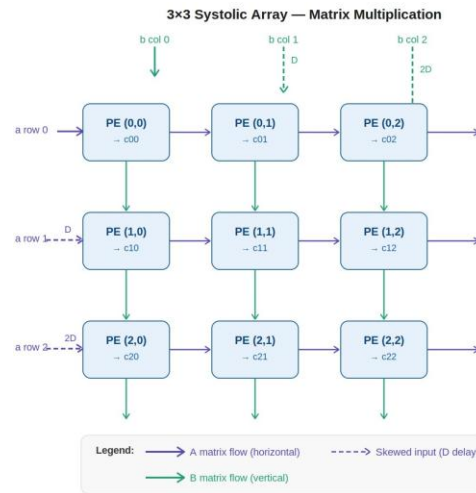 3×3 Systolic Array — Matrix Multiplication
b col 0
b col 1
b col 2
D
2D
a row 0
PE (0,0)
→ c00
PE (0,1)
→ c01
PE (0,2)
→ c02
a row 1
D
PE (1,0)
→ c10
PE (1,1)
→ c11
PE (1,2)
→ c12
a row 2
2D
PE (2,0)
→ c20
PE (2,1)
→ c21
PE (2,2)
→ c22
Legend:
A matrix flow (horizontal)
Skewed input (D delay
B matrix flow (vertical)